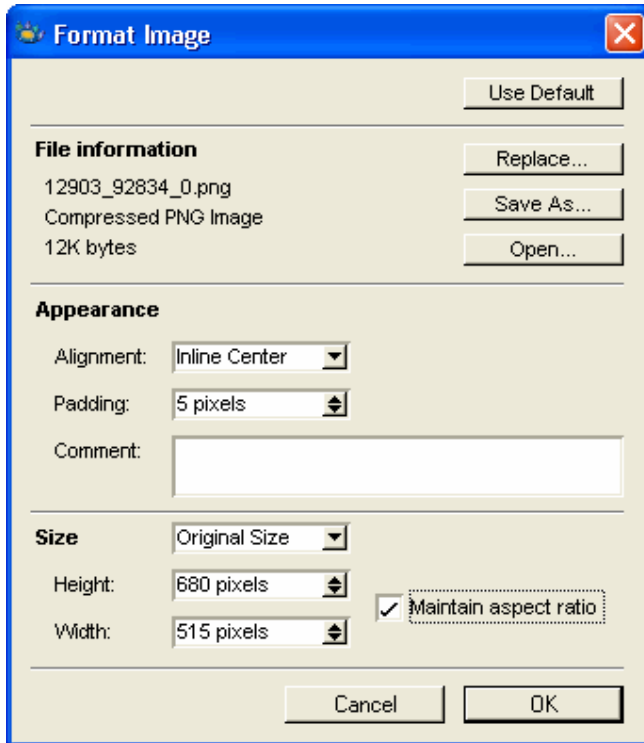 Format Image
Use Default
File information
Replace...
12903_92834_0.png
Save As...
Compressed PNG Image
12K bytes
Open...
Appearance
Alignment: Inline Center
Padding: 5 pixels
Comment:
Size Original Size
Height: 680 pixels
Maintain aspect ratio
Width: 515 pixels
Cancel OK